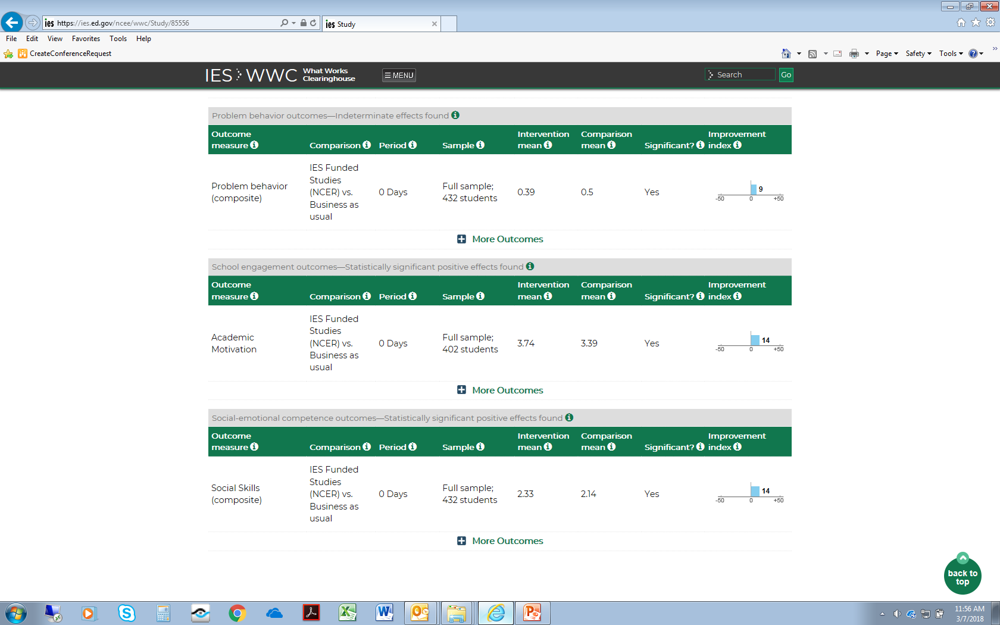 https://ies.ed.gov/ncee/wwc/Study/85556
ies Study
File Edit View Favorites Tools Help
CreateConferenceRequest
Page Safety Tools
IES WWC What Works Clearinghouse
MENU
Search
Go
Problem behavior outcomes—Indeterminate effects found
Outcome measure Comparison Period Sample Intervention mean Comparison mean Significant? Improvement index
Problem behavior (composite) IES Funded Studies (NCER) vs. Business as usual 0 Days Full sample; 432 students 0.39 0.5 Yes 9
-50 0 +50
More Outcomes
School engagement outcomes—Statistically significant positive effects found
Outcome measure Comparison Period Sample Intervention mean Comparison mean Significant? Improvement index
Academic Motivation IES Funded Studies (NCER) vs. Business as usual 0 Days Full sample; 402 students 3.74 3.39 Yes 14
-50 0 +50
More Outcomes
Social-emotional competence outcomes—Statistically significant positive effects found
Outcome measure Comparison Period Sample Intervention mean Comparison mean Significant? Improvement index
Social Skills (composite) IES Funded Studies (NCER) vs. Business as usual 0 Days Full sample; 432 students 2.33 2.14 Yes 14
-50 0 +50
More Outcomes
back to
top
11:56 AM
3/7/2018